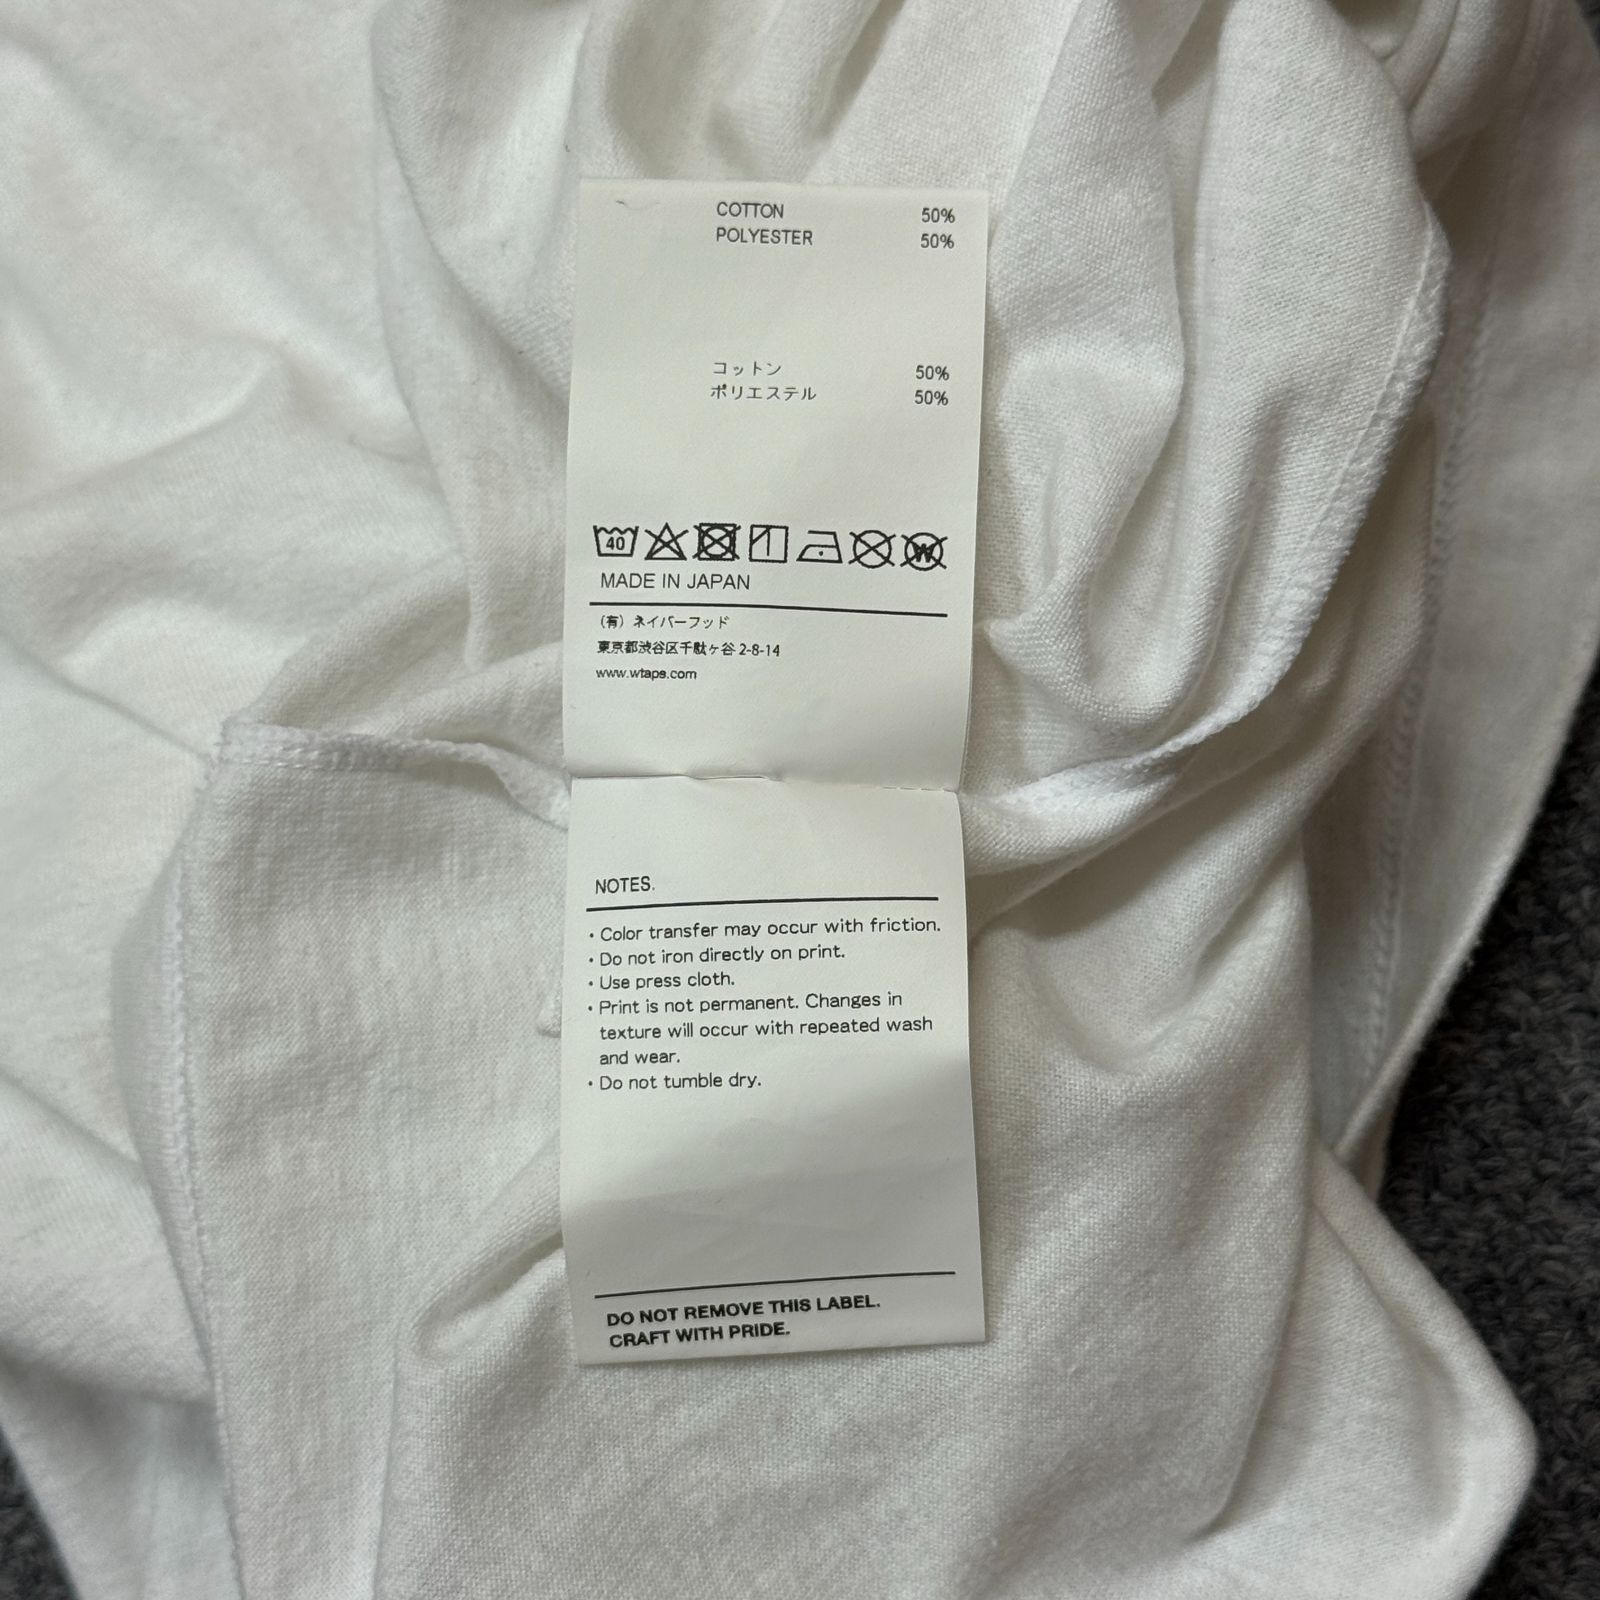 COTTON 50%
POLYESTER 50%
コットン 50%
ポリエステル 50%
40 W
MADE IN JAPAN
（有）ネイバーフッド
東京都渋谷区千駄ヶ谷 2-8-14
www.wtaps.com
NOTES.
・Color transfer may occur with friction.
・Do not iron directly on print.
・Use press cloth.
・Print is not permanent. Changes in
texture will occur with repeated wash
and wear.
・Do not tumble dry.
DO NOT REMOVE THIS LABEL.
CRAFT WITH PRIDE.